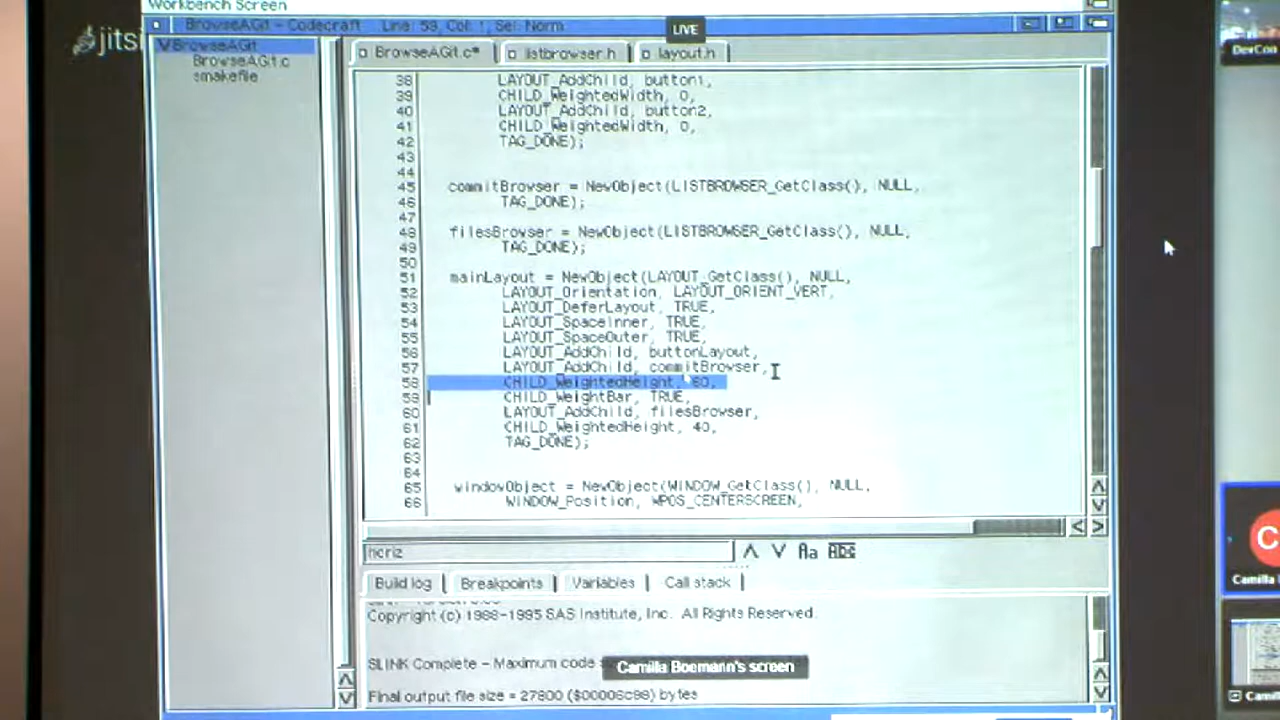 Workbench Screen
BrowseAGit - Codecraft Line: 59, Col: 1, Sel: Norm
LIVE
jitsi
DevCon
BrowseAGit
BrowseAGit.c
smakefile
BrowseAGit.c*
listbrowser.h
layout.h
38 LAYOUT_AddChild, button1,
39 CHILD_WeightedWidth, 0,
40 LAYOUT_AddChild, button2,
41 CHILD_WeightedWidth, 0,
42 TAG_DONE);
43
44
45 commitBrowser = NewObject(LISTBROWSER_GetClass(), NULL,
46 TAG_DONE);
47
48 filesBrowser = NewObject(LISTBROWSER_GetClass(), NULL,
49 TAG_DONE);
50
51 mainLayout = NewObject(LAYOUT_GetClass(), NULL,
52 LAYOUT_Orientation, LAYOUT_ORIENT_VERT,
53 LAYOUT_DeferLayout, TRUE,
54 LAYOUT_SpaceInner, TRUE,
55 LAYOUT_SpaceOuter, TRUE,
56 LAYOUT_AddChild, buttonLayout,
57 LAYOUT_AddChild, commitBrowser,
58 CHILD_WeightedHeight, 60,
59 CHILD_WeightBar, TRUE,
60 LAYOUT_AddChild, filesBrowser,
61 CHILD_WeightedHeight, 40,
62 TAG_DONE);
63
64
65 windowObject = NewObject(WINDOW_GetClass(), NULL,
66 WINDOW_Position, WPOS_CENTERSCREEN,
horiz
Aa
Abc
Build log
Breakpoints
Variables
Call stack
Copyright (c) 1988-1995 SAS Institute, Inc. All Rights Reserved.
SLINK Complete - Maximum code
Camilla Boemann's screen
Final output file size = 27800 ($00006c98) bytes
C
Camilla
Camil